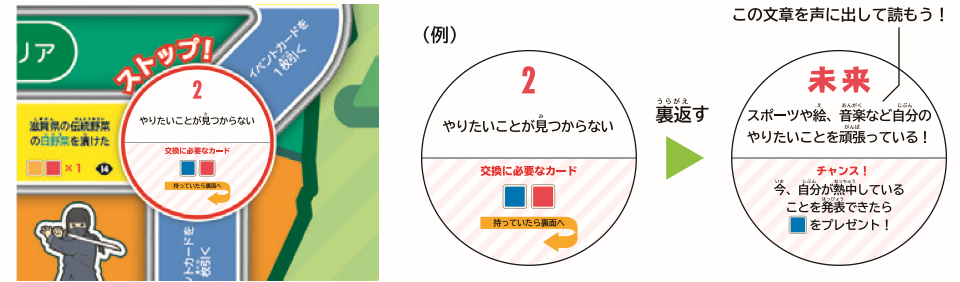 リア
ストップ!
イベントカードを
1枚引く
滋賀県の伝統野菜
の日野菜を漬けた
×1
14
2
やりたいことが見つからない
交換に必要なカード
持っていたら裏面へ
ントカードを
枚引く
(例)
2
やりたいことが見つからない
交換に必要なカード
持っていたら裏面へ
裏返す
この文章を声に出して読もう!
未来
スポーツや絵、音楽など自分の
やりたいことを頑張っている!
チャンス!
今、自分が熱中している
ことを発表できたら
をプレゼント!